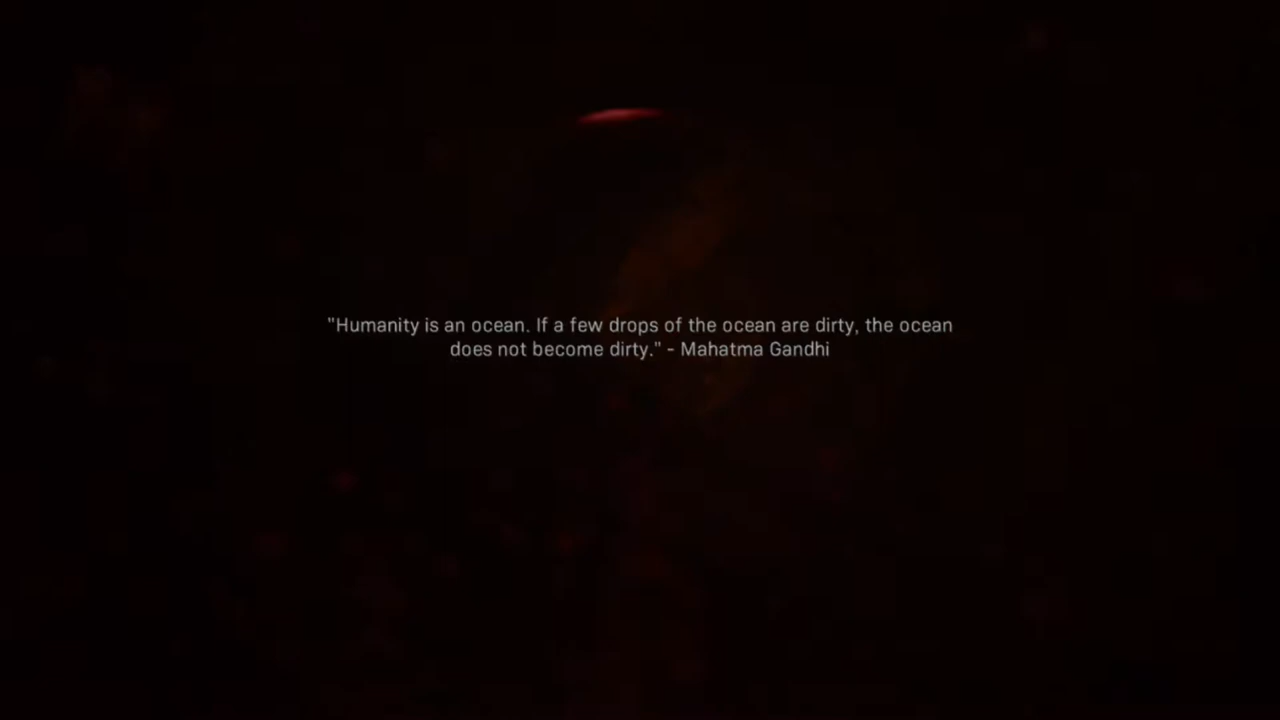 "Humanity is an ocean. If a few drops of the ocean are dirty, the ocean
does not become dirty." - Mahatma Gandhi